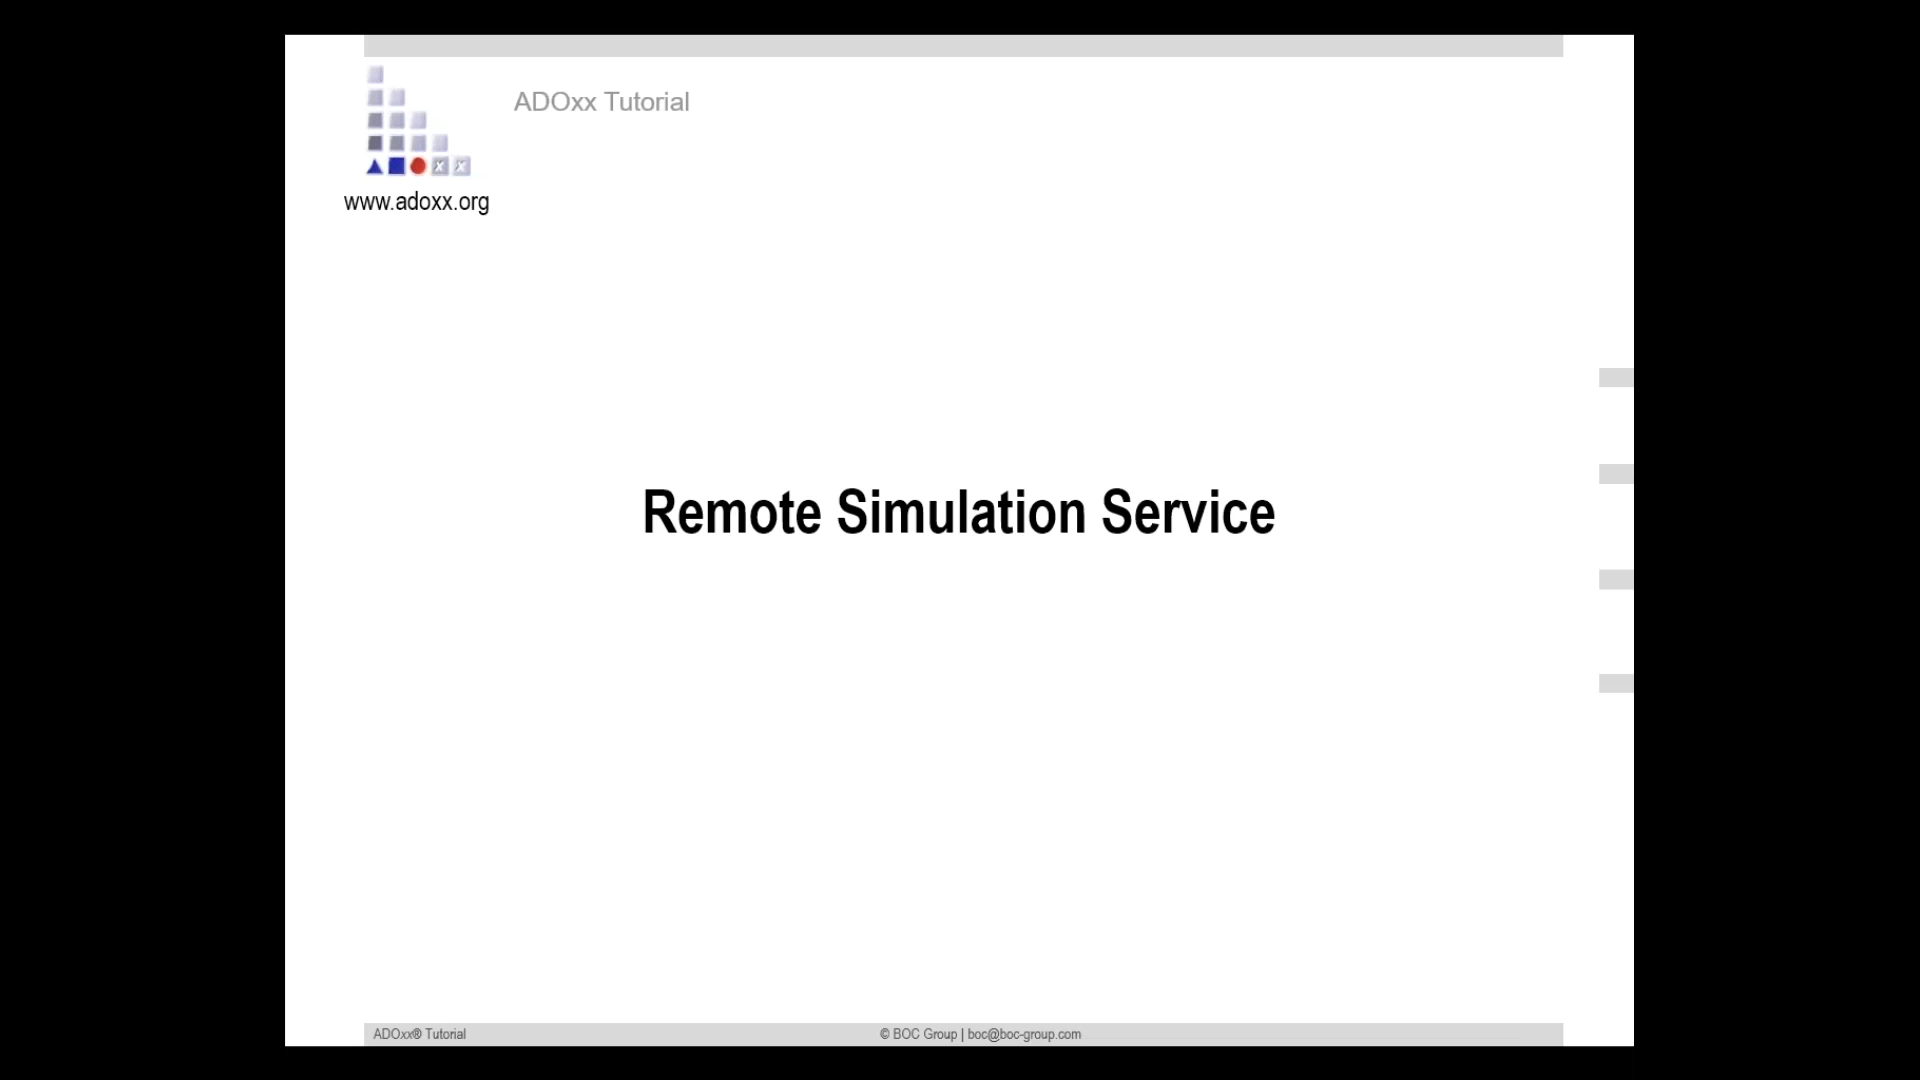 ADOxx Tutorial
x x
www.adoxx.org
Remote Simulation Service
ADOxx® Tutorial
© BOC Group | boc@boc-group.com